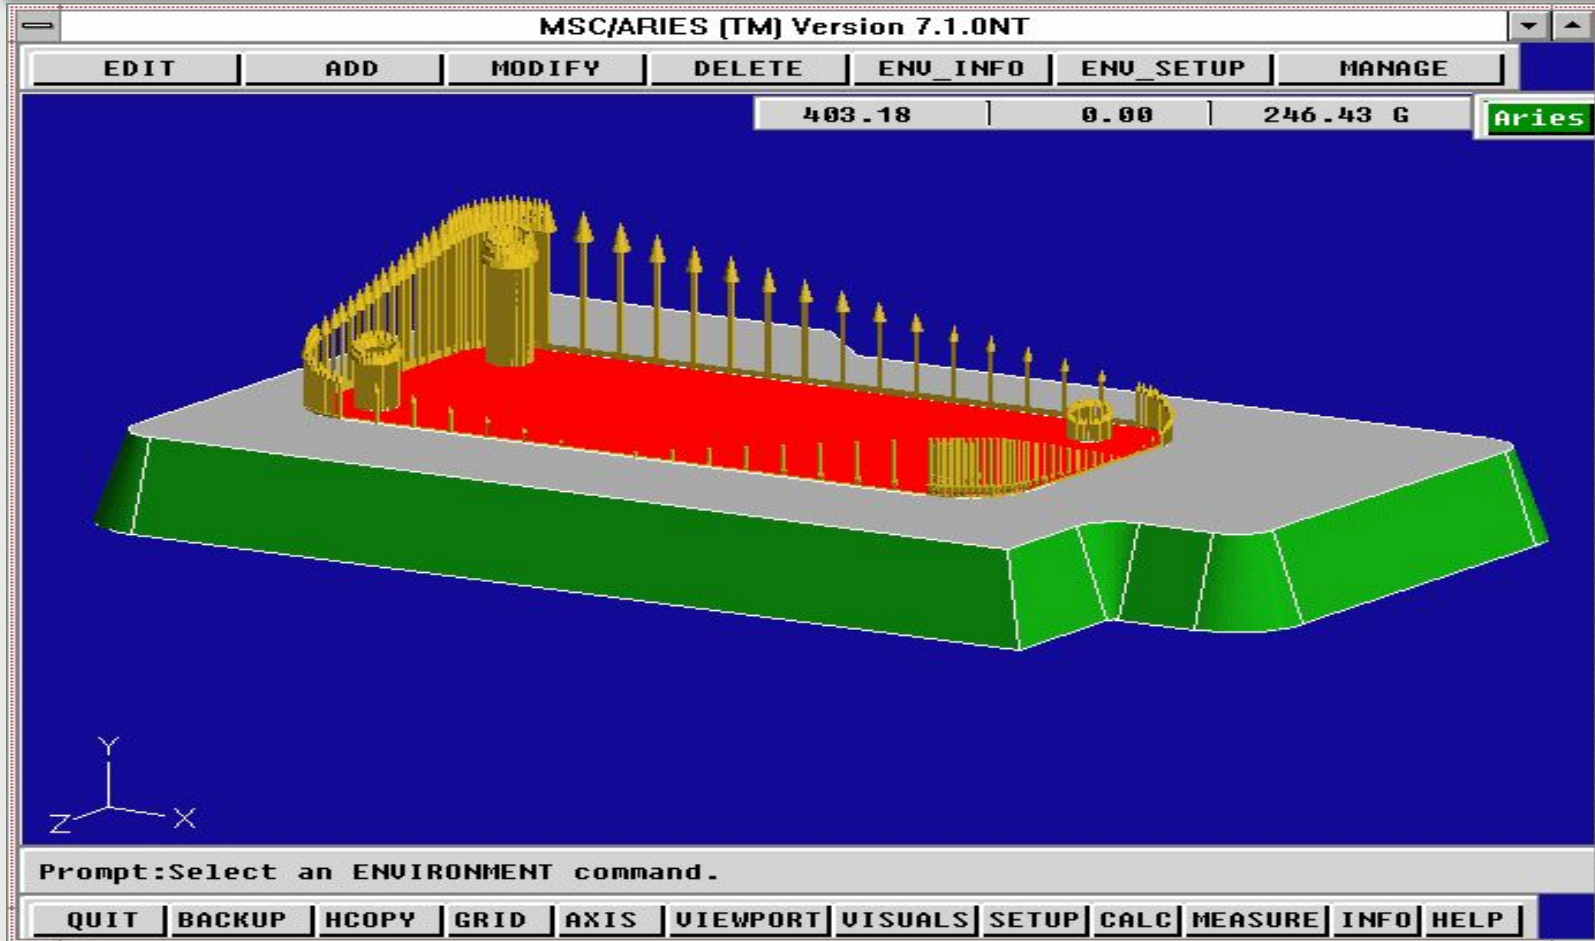 MSC/ARIES (TM) Version 7.1.0NT
EDIT ADD MODIFY DELETE ENV_INFO ENV_SETUP MANAGE
403.18 0.00 246.43 G Aries
Y
Z X
Prompt:Select an ENVIRONMENT command.
QUIT BACKUP HCOPY GRID AXIS VIEWPORT VISUALS SETUP CALC MEASURE INFO HELP